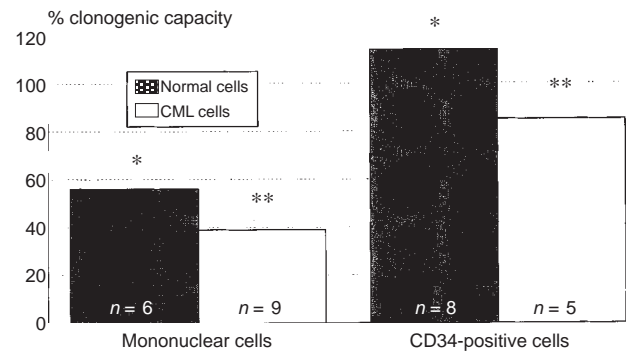 % clonogenic capacity
120
100
80
60
40
20
0
Normal cells
CML cells
*
**
*
**
n = 6
n = 9
n = 8
n = 5
Mononuclear cells
CD34-positive cells